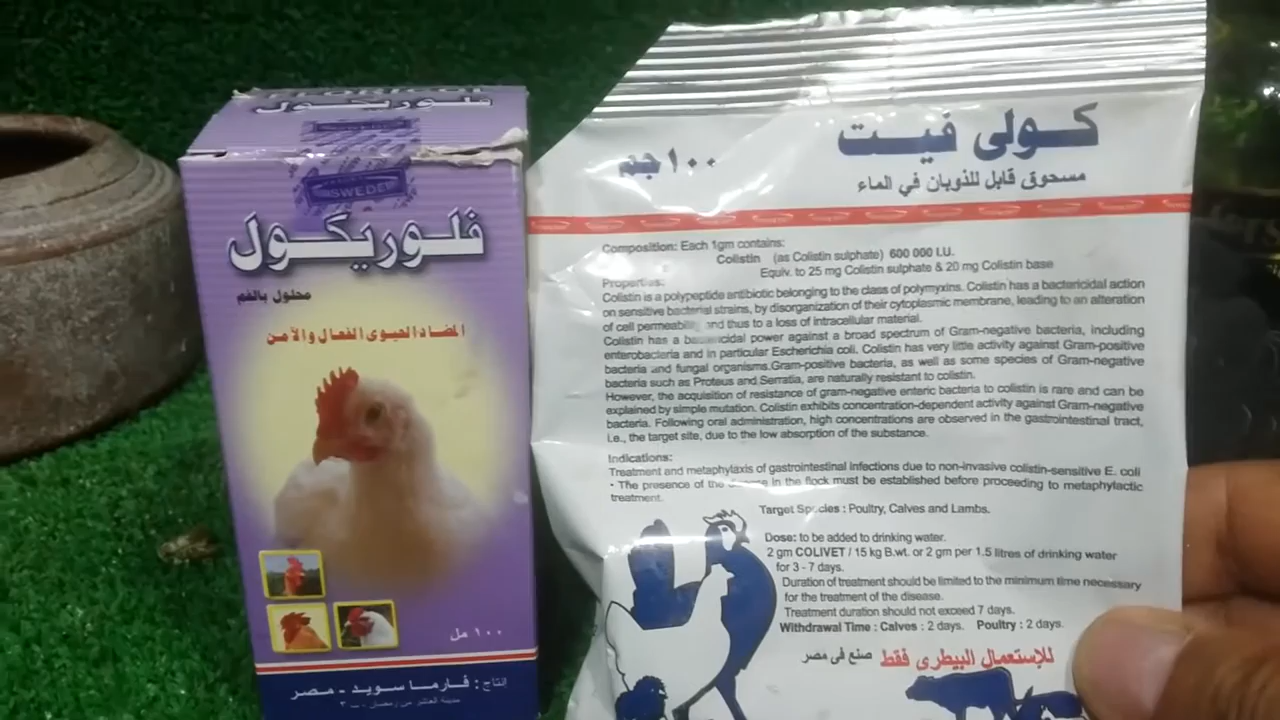 فلوريكول
SWEDE
فلوريكول
محلول بالفم
المضاد الحيوى الفعال والآمن
١٠٠ مل
إنتاج : فارما سويد - مصر
مدينة العاشر من رمضان
كولى فيت
١٠٠ جم
مسحوق قابل للذوبان في الماء
Composition: Each 1gm contains:
Colistin (as Colistin sulphate) 600 000 I.U.
Equiv. to 25 mg Colistin sulphate & 20 mg Colistin base
Properties:
Colistin is a polypeptide antibiotic belonging to the class of polymyxins. Colistin has a bactericidal action
on sensitive bacterial strains, by disorganization of their cytoplasmic membrane, leading to an alteration
of cell permeability and thus to a loss of intracellular material.
Colistin has a bactericidal power against a broad spectrum of Gram-negative bacteria, including
enterobacteria and in particular Escherichia coli. Colistin has very little activity against Gram-positive
bacteria and fungal organisms.Gram-positive bacteria, as well as some species of Gram-negative
bacteria such as Proteus and Serratia, are naturally resistant to colistin.
However, the acquisition of resistance of gram-negative enteric bacteria to colistin is rare and can be
explained by simple mutation. Colistin exhibits concentration-dependent activity against Gram-negative
bacteria. Following oral administration, high concentrations are observed in the gastrointestinal tract,
i.e., the target site, due to the low absorption of the substance.
Indications:
Treatment and metaphylaxis of gastrointestinal infections due to non-invasive colistin-sensitive E. coli
• The presence of the disease in the flock must be established before proceeding to metaphylactic
treatment.
Target Species : Poultry, Calves and Lambs.
Dose: to be added to drinking water.
2 gm COLIVET / 15 kg B.wt. or 2 gm per 1.5 litres of drinking water
for 3 - 7 days.
Duration of treatment should be limited to the minimum time necessary
for the treatment of the disease.
Treatment duration should not exceed 7 days.
Withdrawal Time : Calves : 2 days. Poultry : 2 days.
للإستعمال البيطرى فقط صنع فى مصر